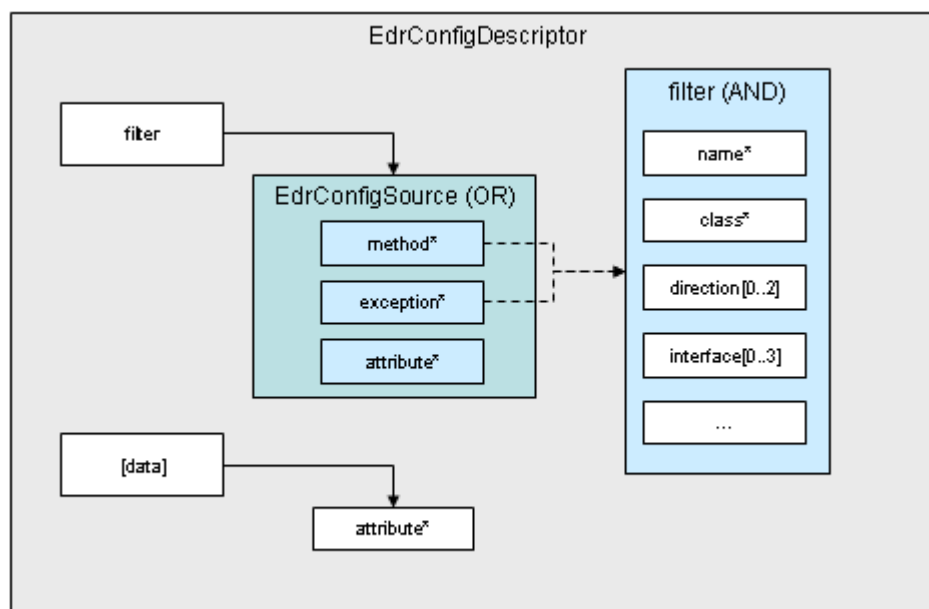 EdrConfigDescriptor
filter
EdrConfigSource (OR)
method*
exception*
attribute*
filter (AND)
name*
class*
direction[0..2]
interface[0..3]
...
[data]
attribute*